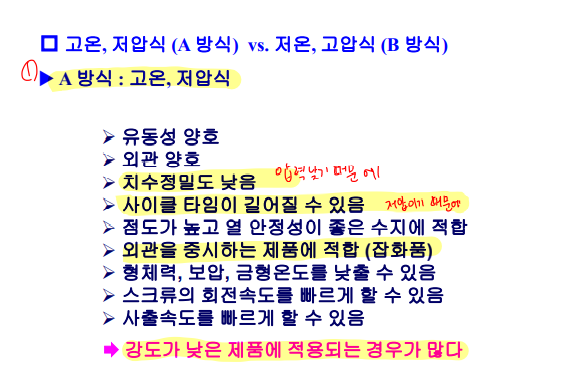 □ 고온, 저압식 (A 방식) vs. 저온, 고압식 (B 방식)
① ▶ A 방식 : 고온, 저압식
➢ 유동성 양호
➢ 외관 양호
➢ 치수정밀도 낮음 압력낮기 때문에
➢ 사이클 타임이 길어질 수 있음 저압이기 때문에
➢ 점도가 높고 열 안정성이 좋은 수지에 적합
➢ 외관을 중시하는 제품에 적합 (잡화품)
➢ 형체력, 보압, 금형온도를 낮출 수 있음
➢ 스크류의 회전속도를 빠르게 할 수 있음
➢ 사출속도를 빠르게 할 수 있음
➡ 강도가 낮은 제품에 적용되는 경우가 많다